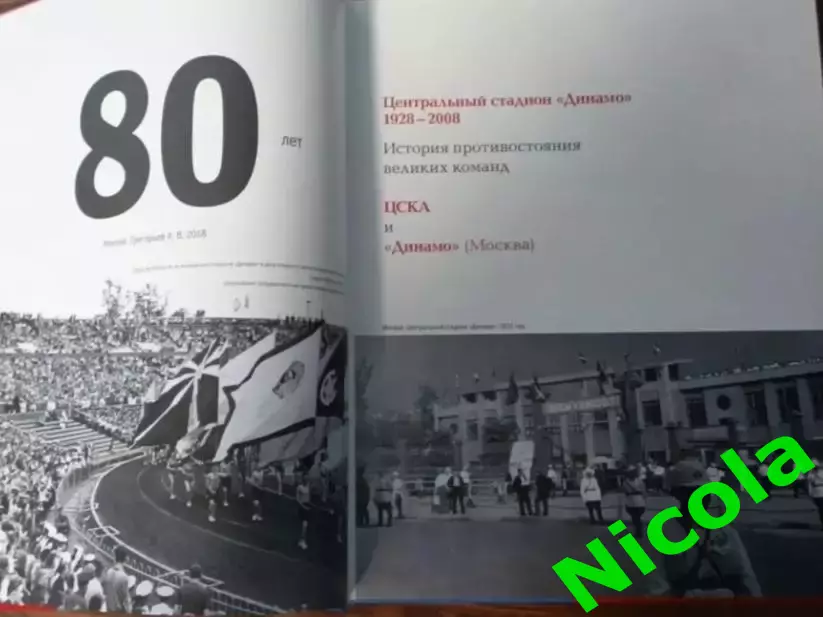 80
лет
Центральный стадион «Динамо»
1928–2008
История противостояния
великих команд
ЦСКА
и
«Динамо» (Москва)
Nicola